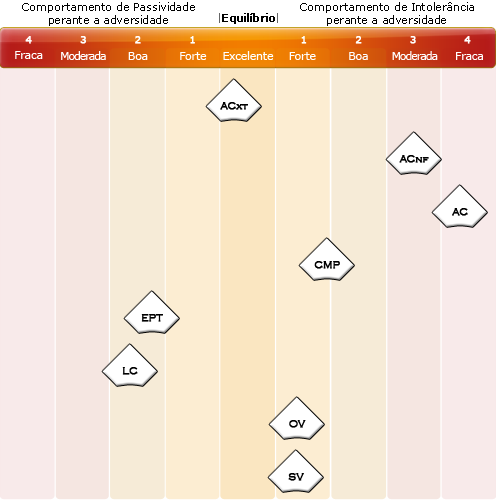 Comportamento de Passividade
perante a adversidade
|Equilíbrio|
Comportamento de Intolerância
perante a adversidade
4 3 2 1 1 2 3 4
Fraca Moderada Boa Forte Excelente Forte Boa Moderada Fraca
ACxt
ACnf
AC
CMP
EPT
LC
OV
SV